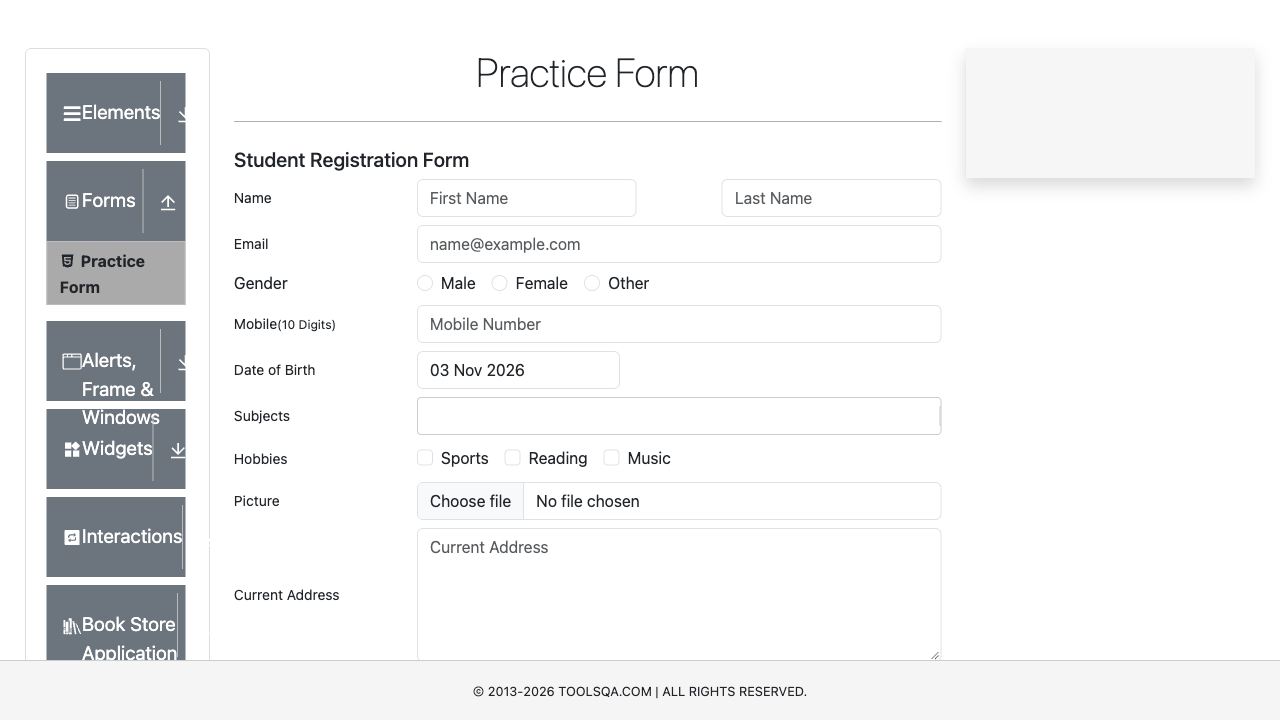 Practice Form
Elements
Forms
Practice
Form
Alerts,
Frame &
Windows
Widgets
Interactions
Book Store
Application
Student Registration Form
Name
First Name
Last Name
Email
name@example.com
Gender
Male
Female
Other
Mobile(10 Digits)
Mobile Number
Date of Birth
03 Nov 2026
Subjects
Hobbies
Sports
Reading
Music
Picture
Choose file
No file chosen
Current Address
Current Address
© 2013-2026 TOOLSQA.COM | ALL RIGHTS RESERVED.